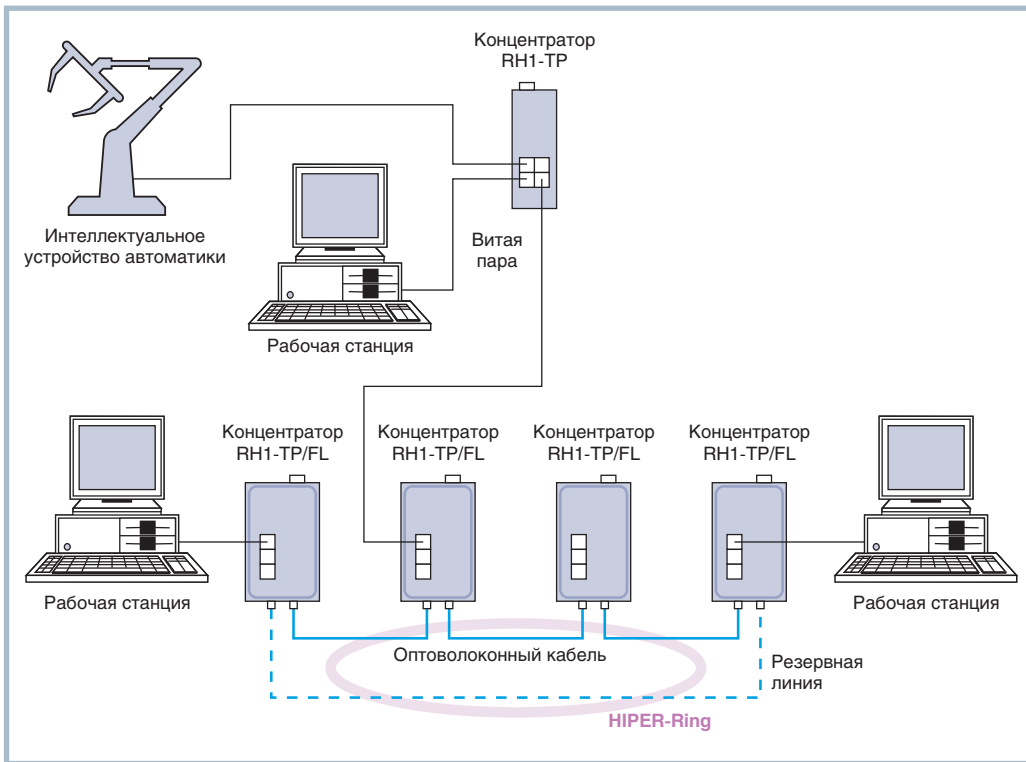 Концентратор
RH1-TP
Интеллектуальное
устройство автоматики
Витая
пара
Рабочая станция
Концентратор
RH1-TP/FL
Концентратор
RH1-TP/FL
Концентратор
RH1-TP/FL
Концентратор
RH1-TP/FL
Рабочая станция
Рабочая станция
Оптоволоконный кабель
Резервная
линия
HIPER-Ring